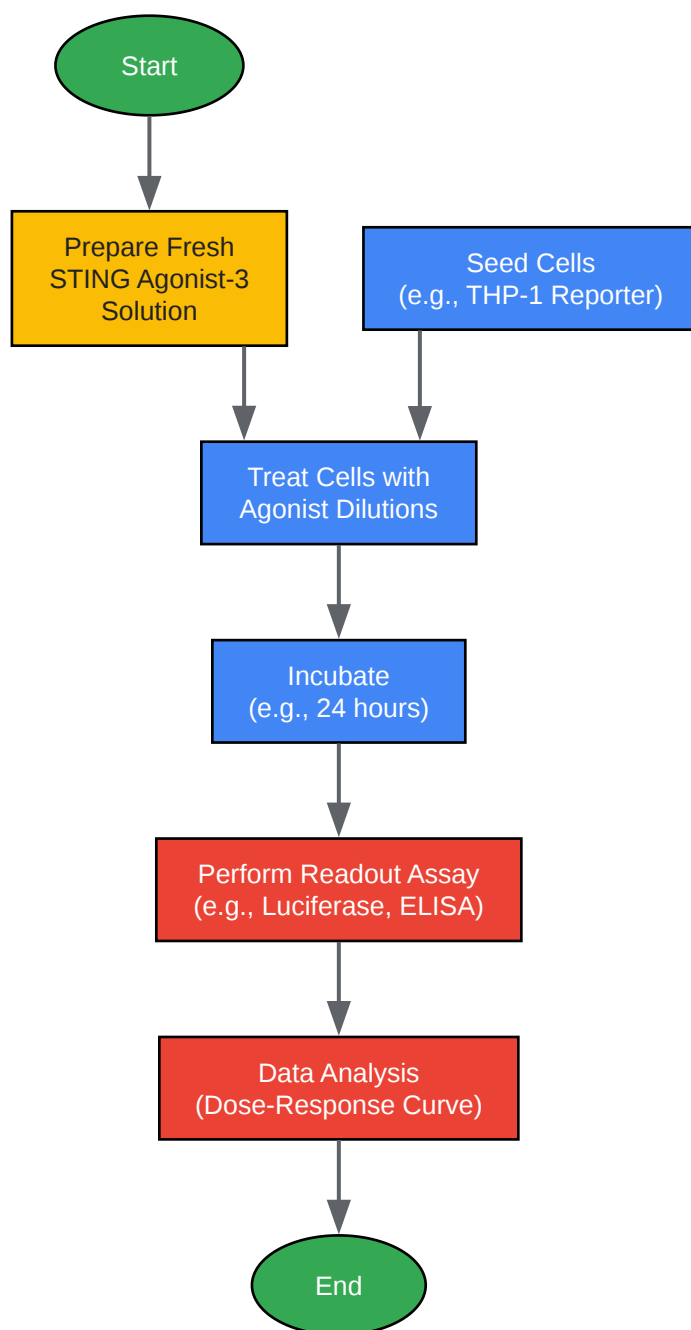 Start
Prepare Fresh
STING Agonist-3
Solution
Seed Cells
(e.g., THP-1 Reporter)
Treat Cells with
Agonist Dilutions
Incubate
(e.g., 24 hours)
Perform Readout Assay
(e.g., Luciferase, ELISA)
Data Analysis
(Dose-Response Curve)
End